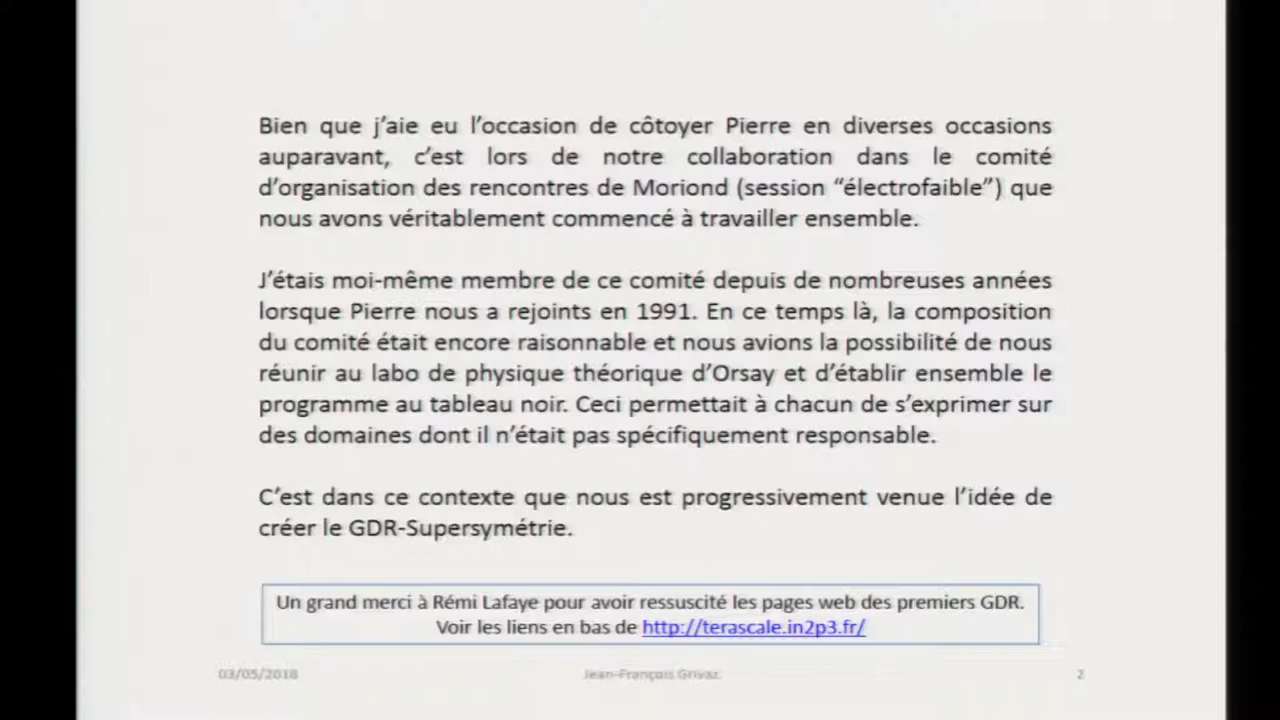 Bien que j’aie eu l’occasion de côtoyer Pierre en diverses occasions
auparavant, c’est lors de notre collaboration dans le comité
d’organisation des rencontres de Moriond (session “électrofaible”) que
nous avons véritablement commencé à travailler ensemble.
J’étais moi-même membre de ce comité depuis de nombreuses années
lorsque Pierre nous a rejoints en 1991. En ce temps là, la composition
du comité était encore raisonnable et nous avions la possibilité de nous
réunir au labo de physique théorique d’Orsay et d’établir ensemble le
programme au tableau noir. Ceci permettait à chacun de s’exprimer sur
des domaines dont il n’était pas spécifiquement responsable.
C’est dans ce contexte que nous est progressivement venue l’idée de
créer le GDR-Supersymétrie.
Un grand merci à Rémi Lafaye pour avoir ressuscité les pages web des premiers GDR.
Voir les liens en bas de http://terascale.in2p3.fr/
03/05/2018
Jean-François Grivaz
2